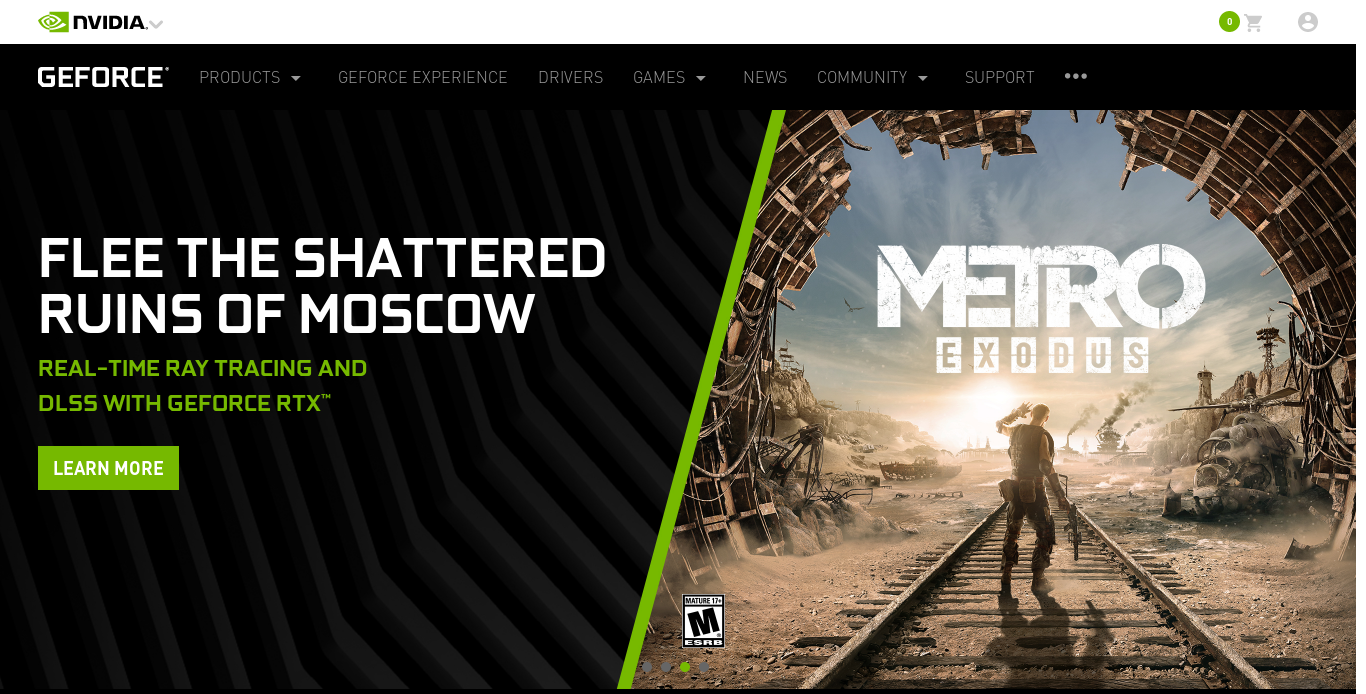 NVIDIA.
0
GEFORCE®
PRODUCTS
GEFORCE EXPERIENCE
DRIVERS
GAMES
NEWS
COMMUNITY
SUPPORT
FLEE THE SHATTERED
RUINS OF MOSCOW
REAL-TIME RAY TRACING AND
DLSS WITH GEFORCE RTX™
LEARN MORE
METRO
EXODUS
MATURE 17+
M
ESRB